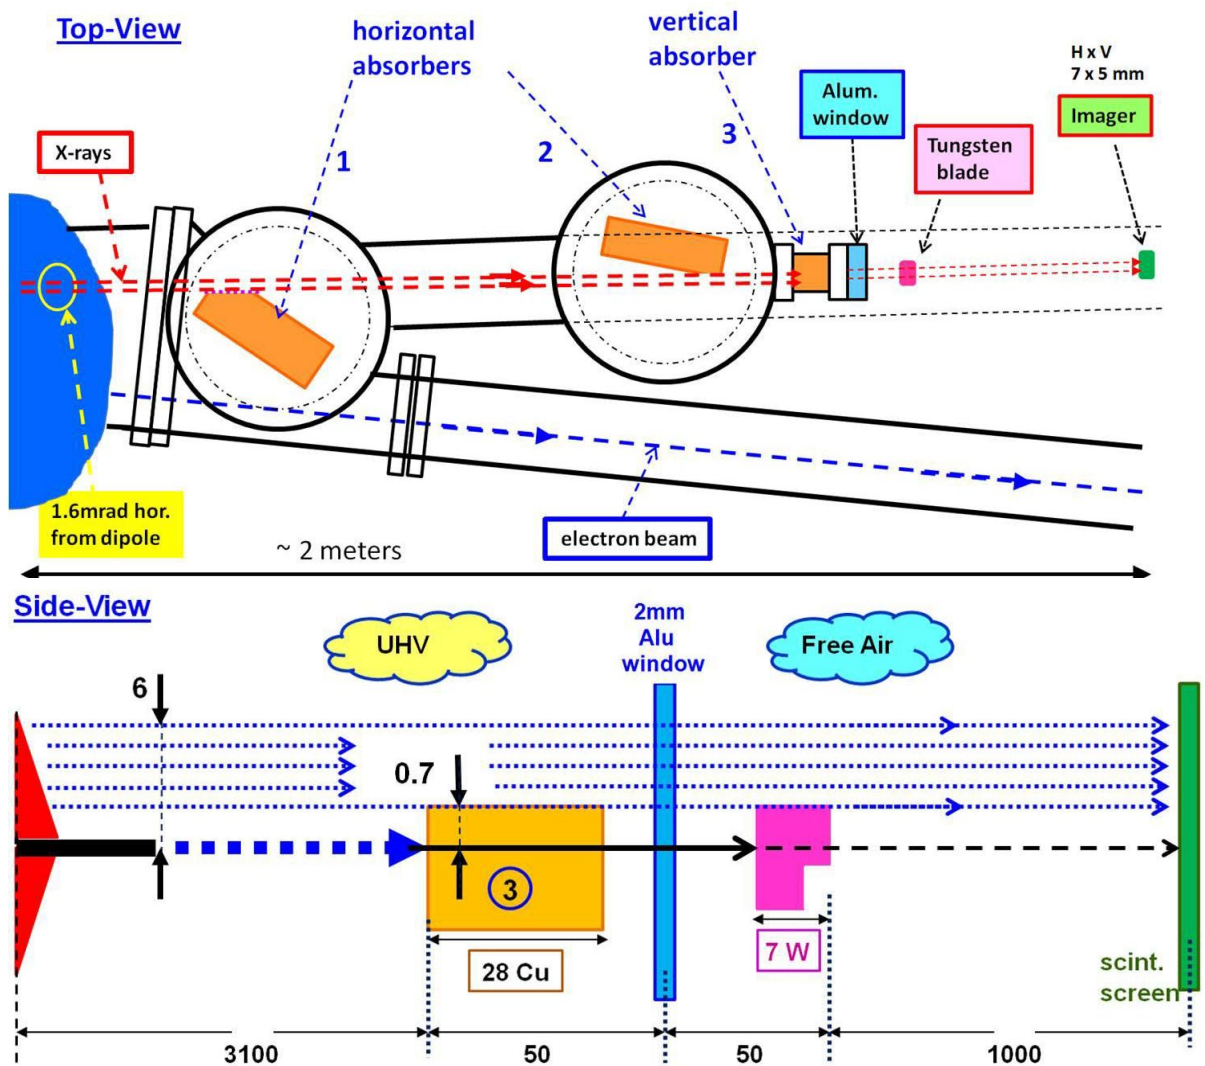 Top-View
horizontal
absorbers
vertical
absorber
H x V
7 x 5 mm
Alum.
window
Imager
X-rays
1
2
3
Tungsten
blade
1.6mrad hor.
from dipole
~ 2 meters
electron beam
Side-View
UHV
2mm
Alu
window
Free Air
6
0.7
3
28 Cu
7 W
scint.
screen
3100
50
50
1000